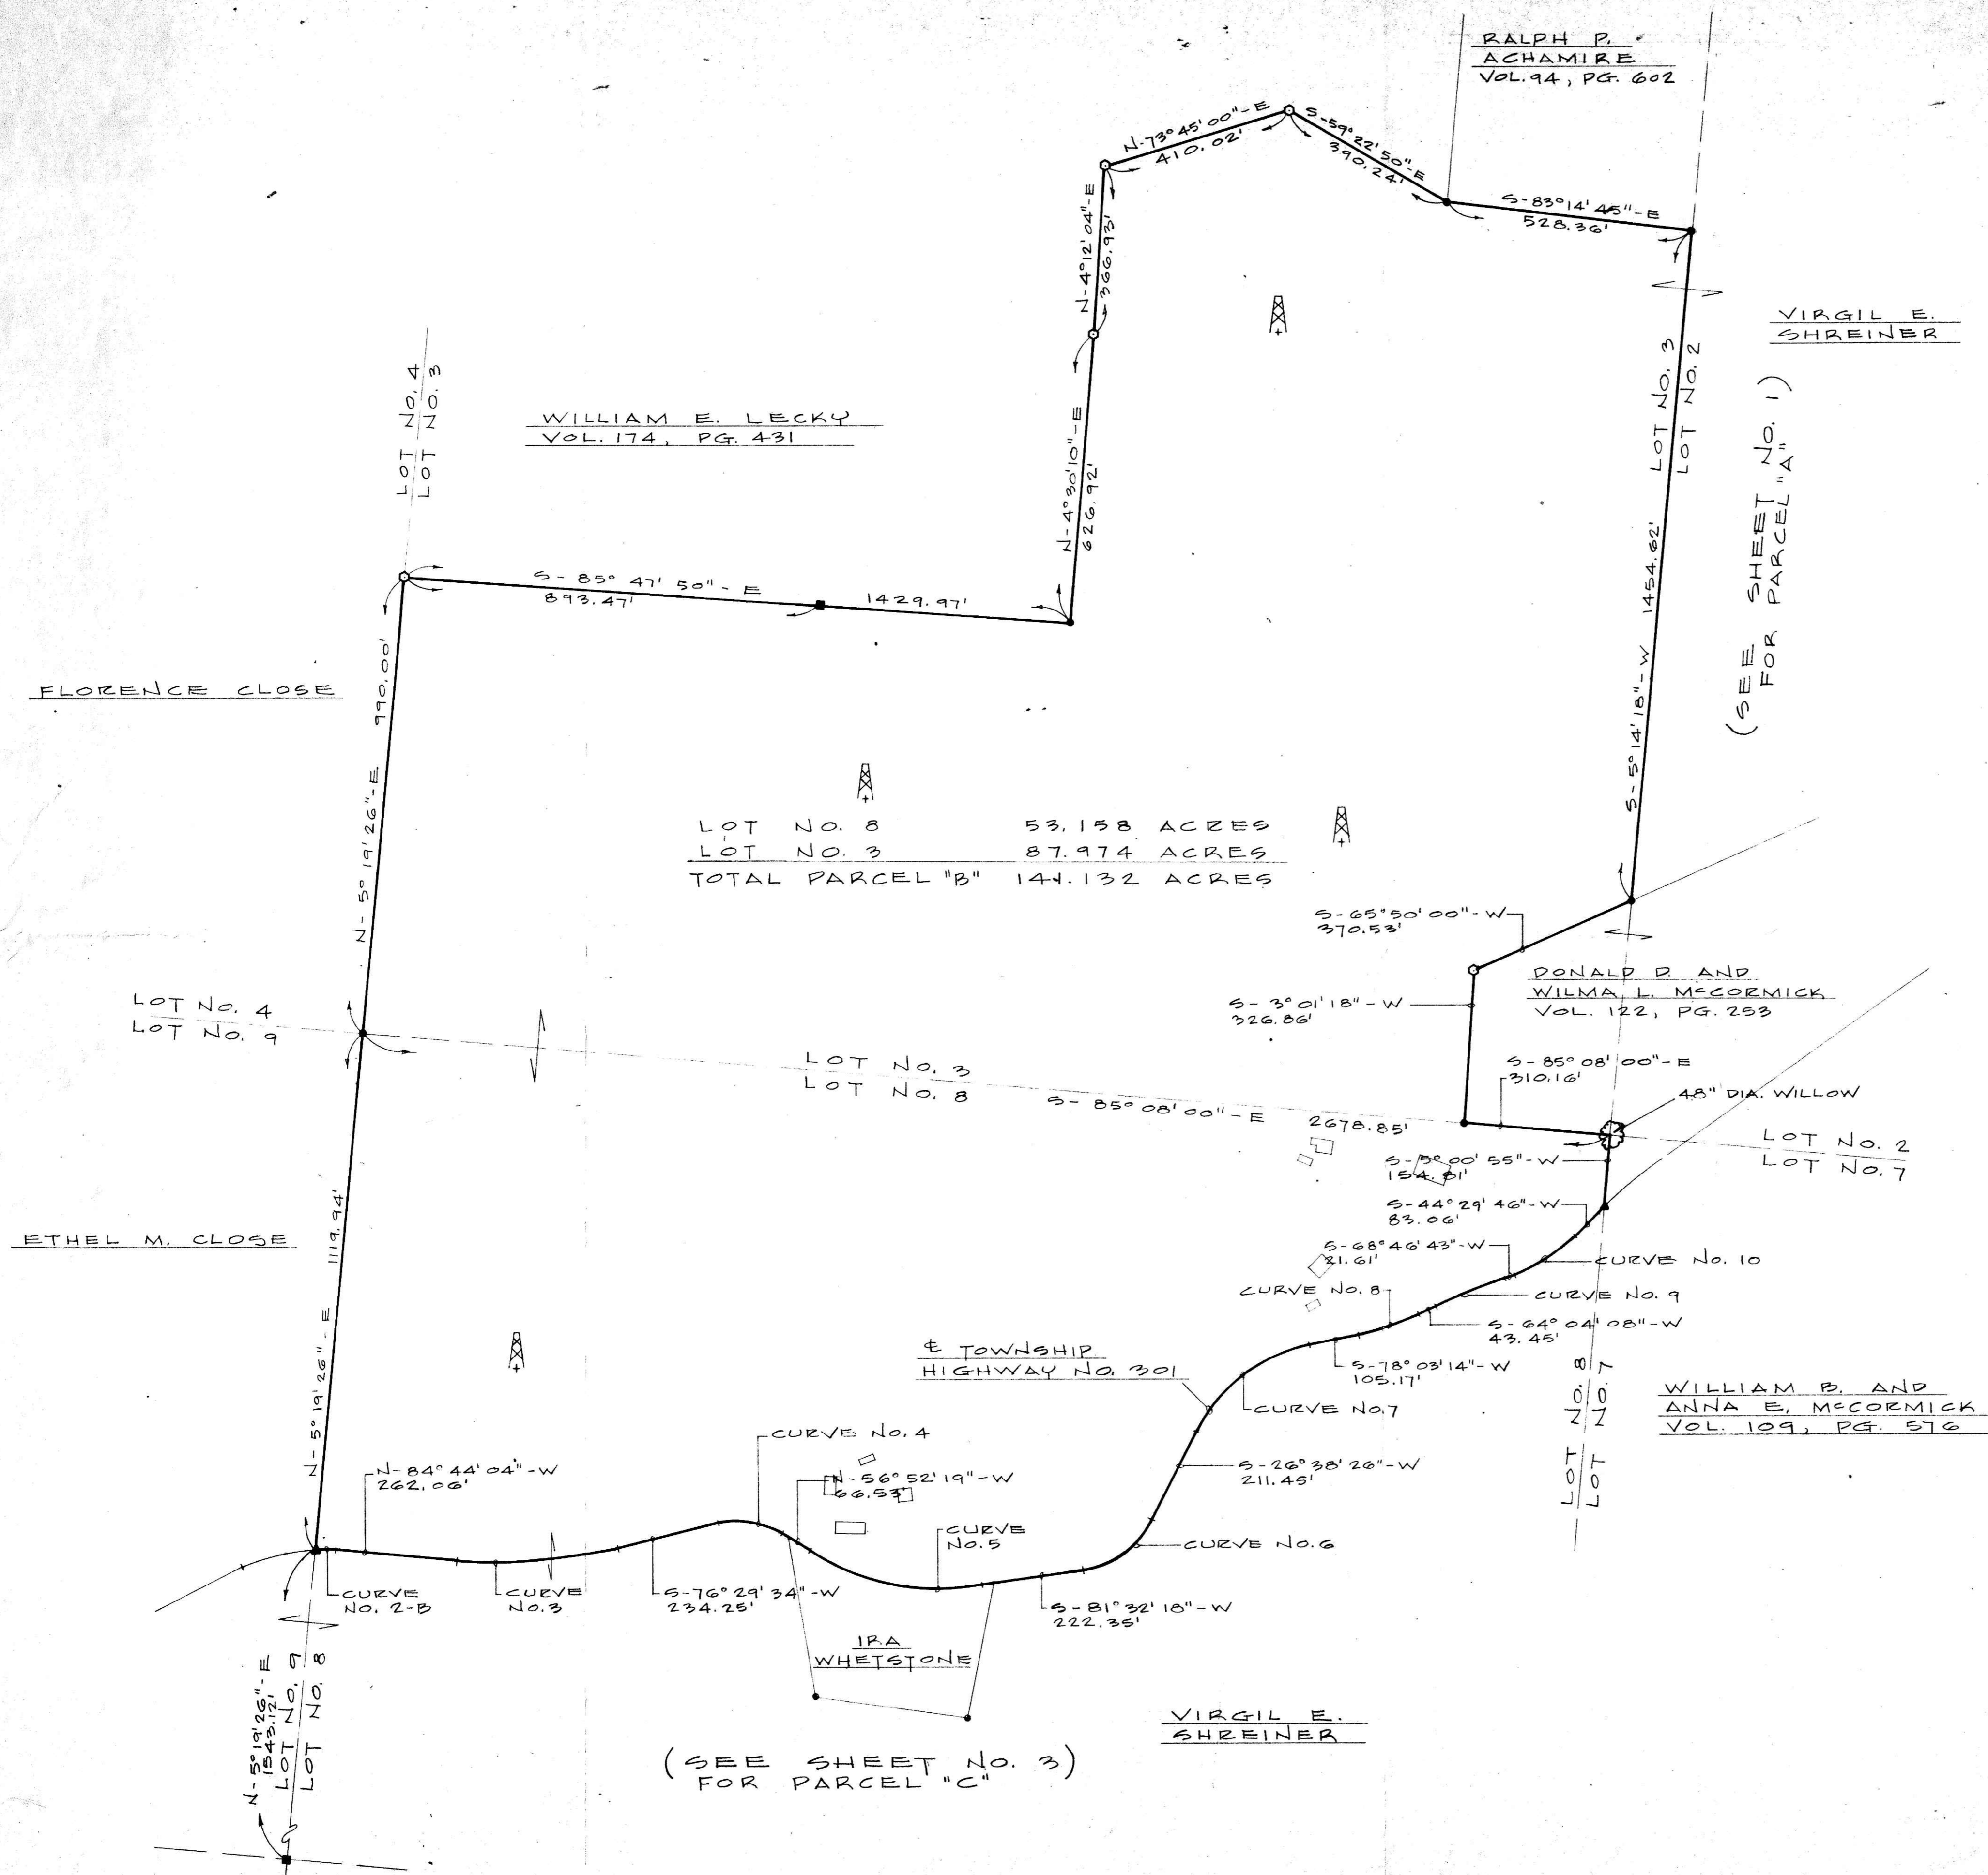 RALPH P.
ACHAMIRE
VOL. 94, PG. 602
N-73°45'00"-E
410.02'
S-59°22'50"-E
390.24'
S-83°14'45"-E
528.36'
N-4°12'04"-E
366.93'
VIRGIL E.
SHREINER
LOT NO. 3
LOT NO. 2
(SEE SHEET NO. 1)
FOR PARCEL "A"
LOT NO. 4
LOT NO. 3
WILLIAM E. LECKY
VOL. 174, PG. 431
N-4°30'10"-E
626.92'
S-5°14'18"-W 1454.62'
S-85°47'50"-E
893.47'
1429.97'
FLORENCE CLOSE
N-5°19'26"-E 990.00'
LOT NO. 8 53.158 ACRES
LOT NO. 3 87.974 ACRES
TOTAL PARCEL "B" 141.132 ACRES
S-65°50'00"-W
370.53'
DONALD D. AND
WILMA L. McCORMICK
VOL. 122, PG. 253
S-3°01'18"-W
326.86'
LOT NO. 4
LOT NO. 9
LOT NO. 3
LOT NO. 8
S-85°08'00"-E 2678.85'
S-85°08'00"-E
310.16'
48" DIA. WILLOW
LOT NO. 2
LOT NO. 7
S-5°00'55"-W
154.81'
S-44°29'46"-W
83.06'
S-68°46'43"-W
21.61'
CURVE NO. 10
CURVE NO. 8
CURVE NO. 9
S-64°04'08"-W
43.45'
ETHEL M. CLOSE
N-5°19'26"-E 1119.94'
℄ TOWNSHIP
HIGHWAY NO. 301
S-78°03'14"-W
105.17'
CURVE NO. 7
LOT NO. 8
LOT NO. 7
WILLIAM B. AND
ANNA E. McCORMICK
VOL. 109, PG. 576
CURVE NO. 4
N-84°44'04"-W
262.06'
N-56°52'19"-W
66.53'
S-26°38'26"-W
211.45'
CURVE
NO. 5
CURVE NO. 6
CURVE
NO. 2-B
CURVE
NO. 3
S-76°29'34"-W
234.25'
S-81°32'18"-W
222.35'
IRA
WHETSTONE
N-5°19'26"-E
1543.12'
LOT NO. 9
LOT NO. 8
VIRGIL E.
SHREINER
(SEE SHEET NO. 3)
FOR PARCEL "C"